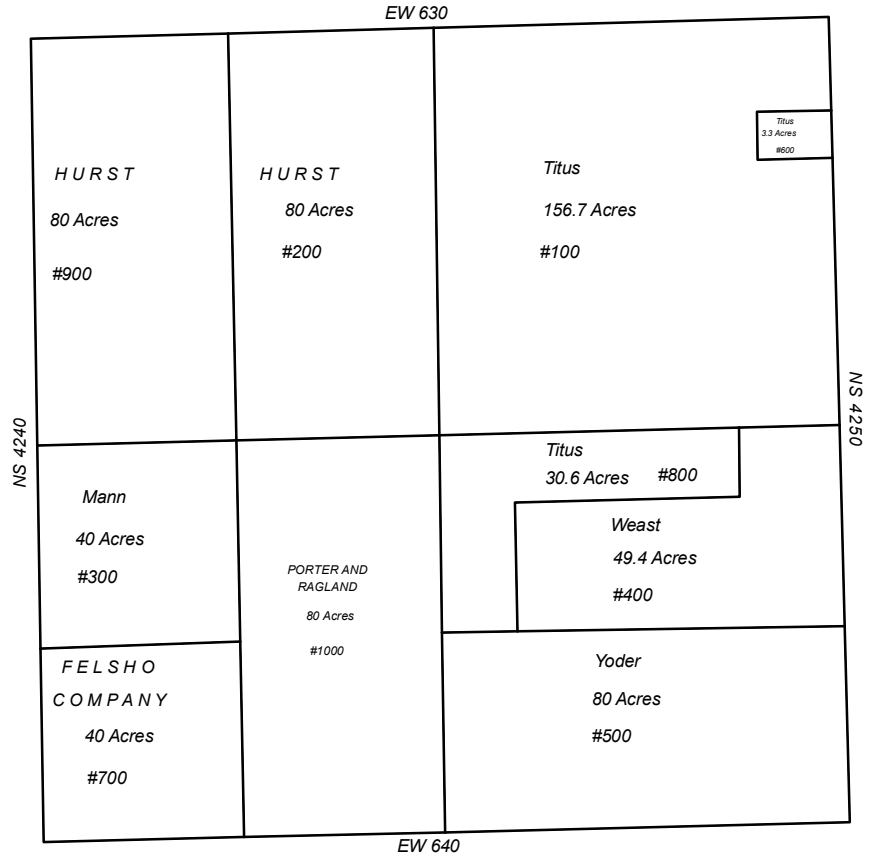 EW 630
HURST
80 Acres
#900
HURST
80 Acres
#200
Titus
156.7 Acres
#100
Titus
3.3 Acres
#600
NS 4240
NS 4250
Mann
40 Acres
#300
PORTER AND
RAGLAND
80 Acres
#1000
Titus
30.6 Acres #800
Weast
49.4 Acres
#400
FELSHO
COMPANY
40 Acres
#700
Yoder
80 Acres
#500
EW 640